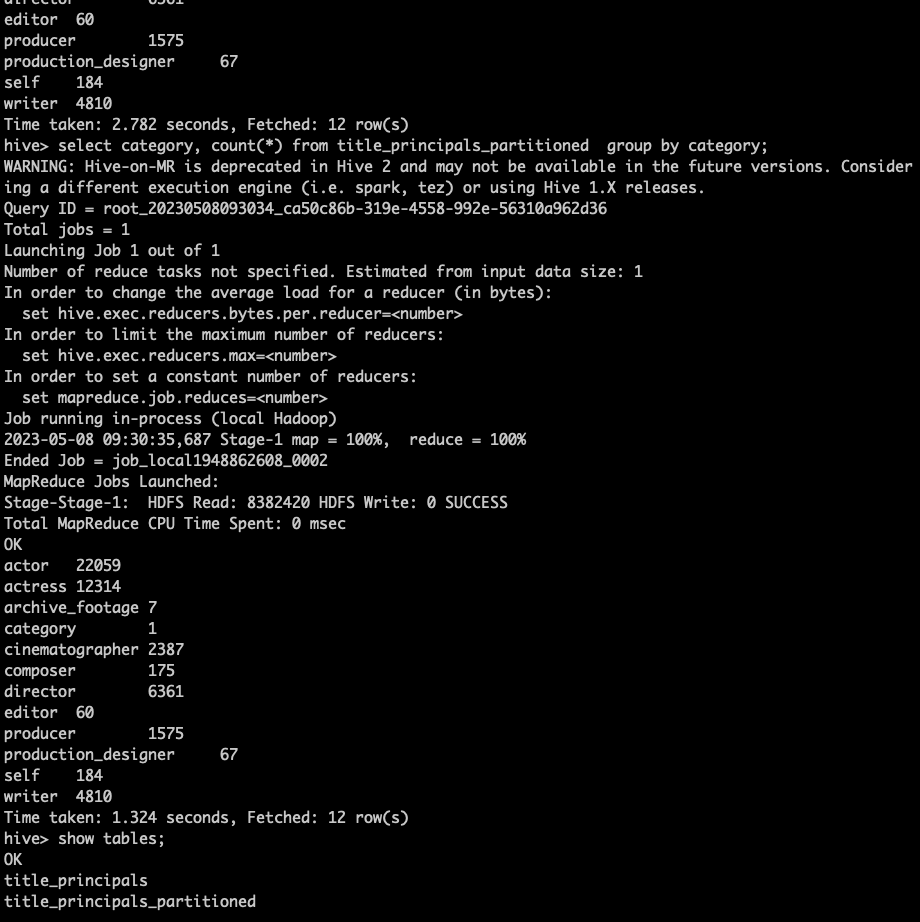 director 6361
editor 60
producer 1575
production_designer 67
self 184
writer 4810
Time taken: 2.782 seconds, Fetched: 12 row(s)
hive> select category, count(*) from title_principals_partitioned  group by category;
WARNING: Hive-on-MR is deprecated in Hive 2 and may not be available in the future versions. Consider
ing a different execution engine (i.e. spark, tez) or using Hive 1.X releases.
Query ID = root_20230508093034_ca50c86b-319e-4558-992e-56310a962d36
Total jobs = 1
Launching Job 1 out of 1
Number of reduce tasks not specified. Estimated from input data size: 1
In order to change the average load for a reducer (in bytes):
  set hive.exec.reducers.bytes.per.reducer=<number>
In order to limit the maximum number of reducers:
  set hive.exec.reducers.max=<number>
In order to set a constant number of reducers:
  set mapreduce.job.reduces=<number>
Job running in-process (local Hadoop)
2023-05-08 09:30:35,687 Stage-1 map = 100%,  reduce = 100%
Ended Job = job_local1948862608_0002
MapReduce Jobs Launched:
Stage-Stage-1:  HDFS Read: 8382420 HDFS Write: 0 SUCCESS
Total MapReduce CPU Time Spent: 0 msec
OK
actor 22059
actress 12314
archive_footage 7
category 1
cinematographer 2387
composer 175
director 6361
editor 60
producer 1575
production_designer 67
self 184
writer 4810
Time taken: 1.324 seconds, Fetched: 12 row(s)
hive> show tables;
OK
title_principals
title_principals_partitioned